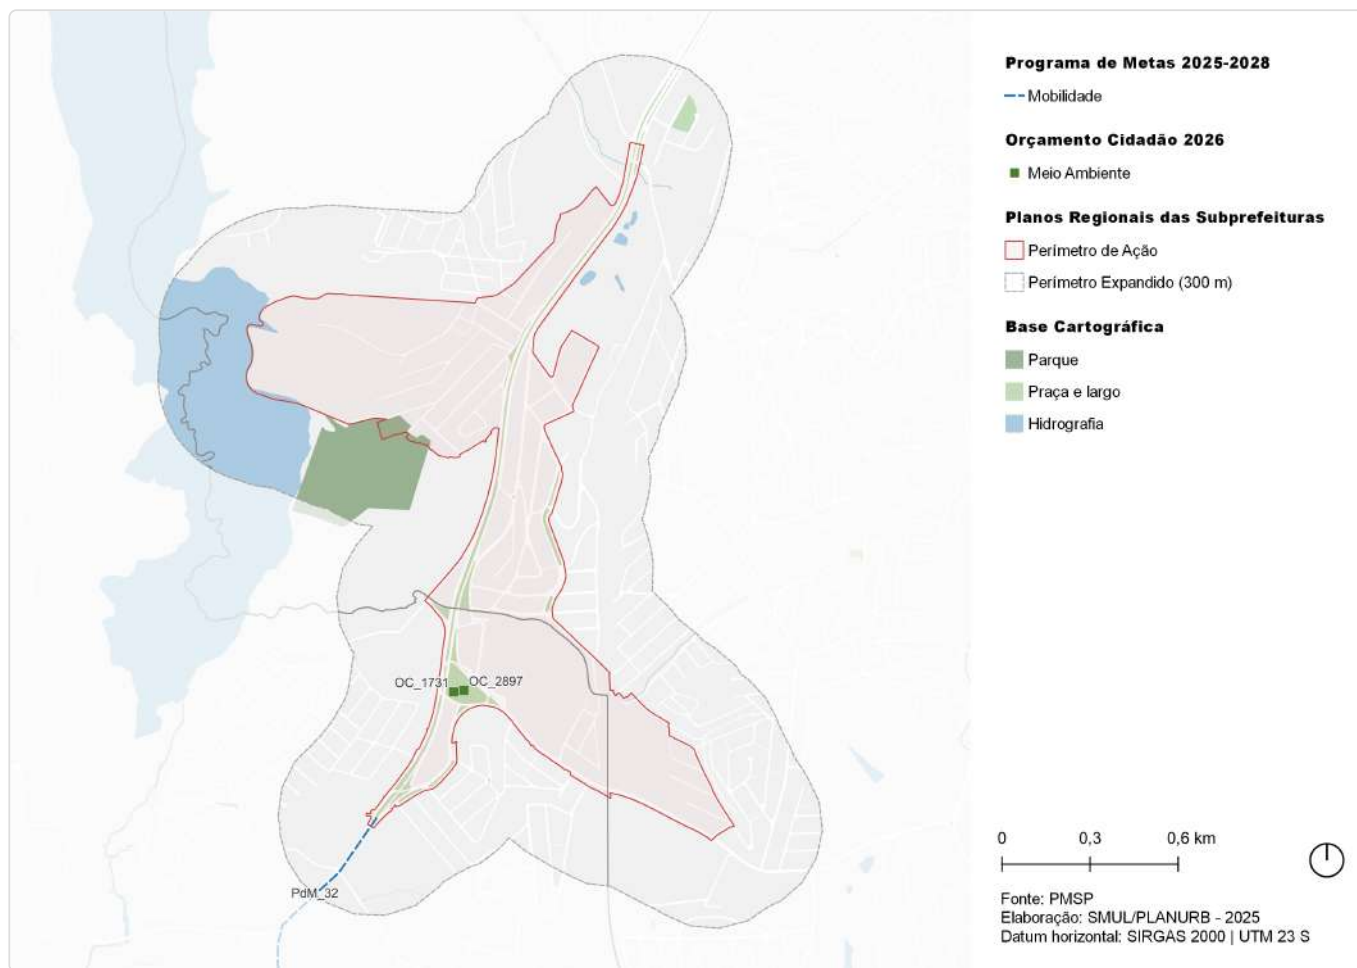 Programa de Metas 2025-2028
Mobilidade
Orçamento Cidadão 2026
Meio Ambiente
Planos Regionais das Subprefeituras
Perímetro de Ação
Perímetro Expandido (300 m)
Base Cartográfica
Parque
Praça e largo
Hidrografia
OC_1731
OC_2897
PdM_32
0 0,3 0,6 km
Fonte: PMSP
Elaboração: SMUL/PLANURB - 2025
Datum horizontal: SIRGAS 2000 | UTM 23 S